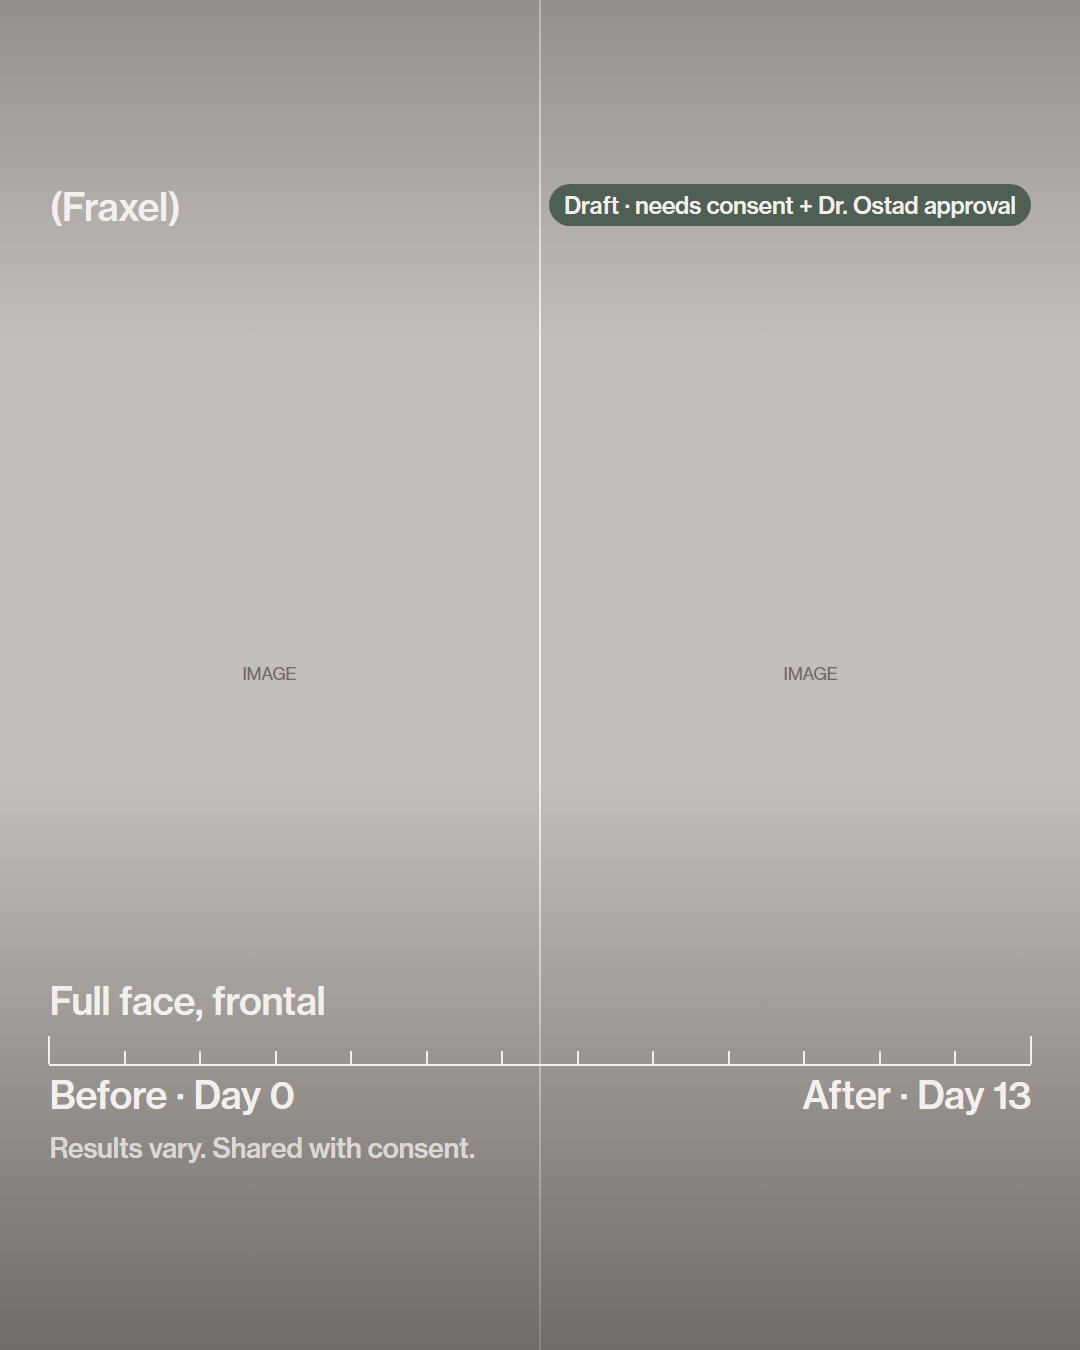 (Fraxel)
Draft · needs consent + Dr. Ostad approval
IMAGE
IMAGE
Full face, frontal
Before · Day 0
After · Day 13
Results vary. Shared with consent.